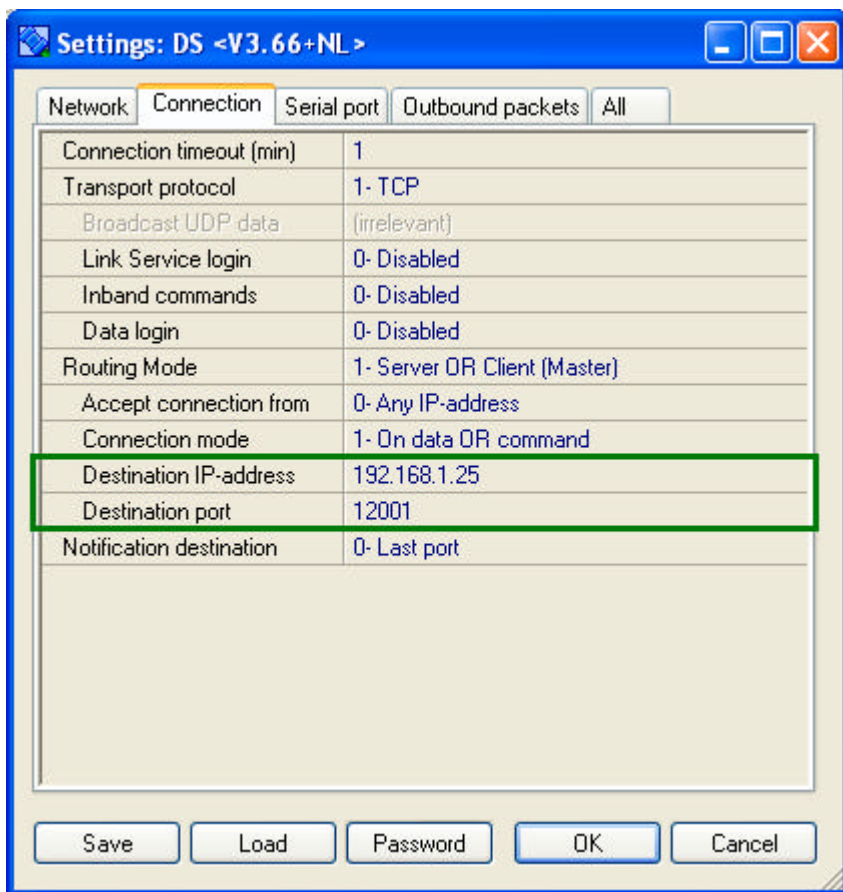 Settings: DS <V3.66+NL>
Network Connection Serial port Outbound packets All
Connection timeout (min) 1
Transport protocol 1- TCP
Broadcast UDP data (irrelevant)
Link Service login 0- Disabled
Inband commands 0- Disabled
Data login 0- Disabled
Routing Mode 1- Server OR Client (Master)
Accept connection from 0- Any IP-address
Connection mode 1- On data OR command
Destination IP-address 192.168.1.25
Destination port 12001
Notification destination 0- Last port
Save Load Password OK Cancel